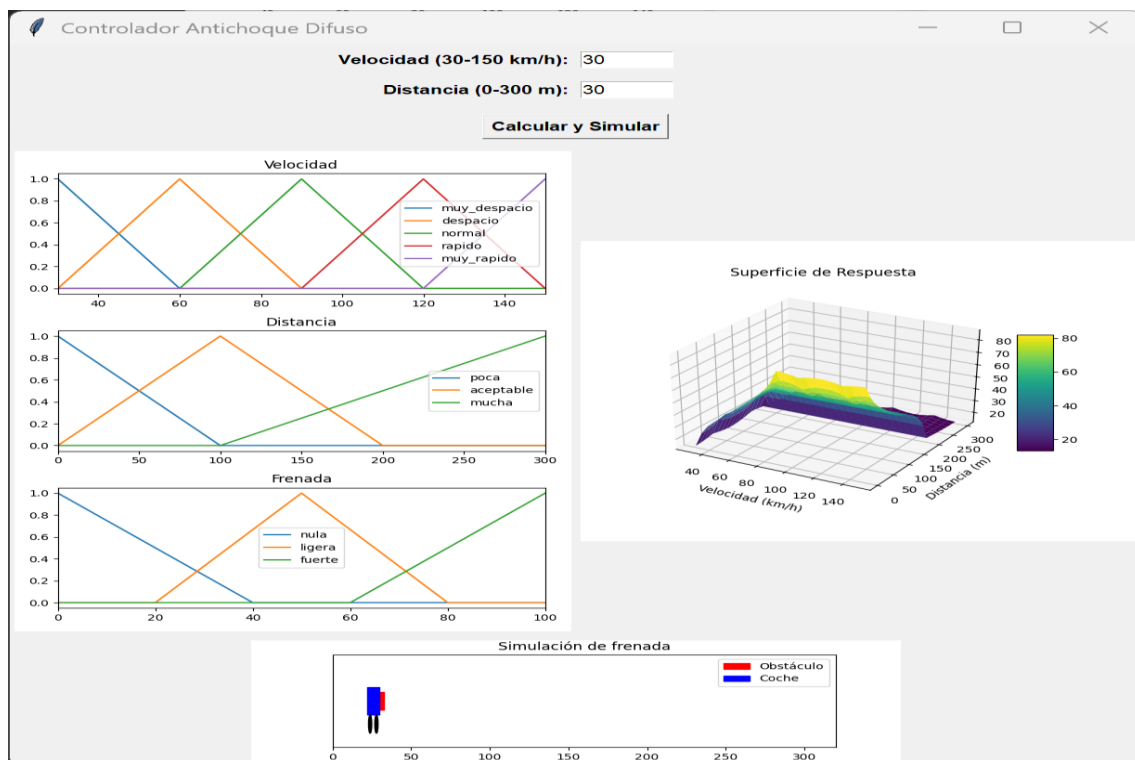 Controlador Antichoque Difuso
Velocidad (30-150 km/h): 30
Distancia (0-300 m): 30
Calcular y Simular
Velocidad
1.0
0.8
0.6
0.4
0.2
0.0
muy_despacio
despacio
normal
rapido
muy_rapido
40 60 80 100 120 140
Distancia
1.0
0.8
0.6
0.4
0.2
0.0
poca
aceptable
mucha
0 50 100 150 200 250 300
Frenada
1.0
0.8
0.6
0.4
0.2
0.0
nula
ligera
fuerte
0 20 40 60 80 100
Superficie de Respuesta
80
70
60
50
40
30
20
40 60 80 100 120 140
Velocidad (km/h)
0 50 100 150 200 250 300
Distancia (m)
80
60
40
20
Simulación de frenada
Obstáculo
Coche
0 50 100 150 200 250 300